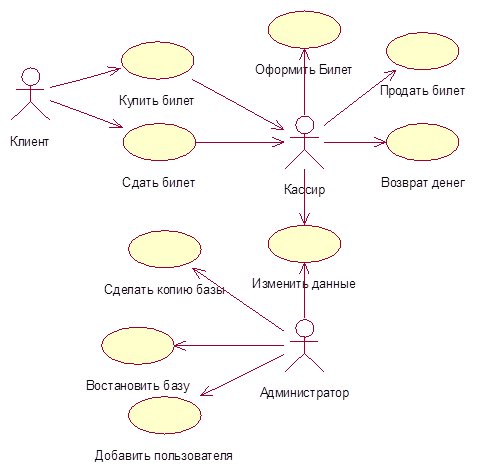 Оформить Билет
Продать билет
Купить билет
Клиент
Сдать билет
Кассир
Возврат денег
Сделать копию базы
Изменить данные
Востановить базу
Администратор
Добавить пользователя